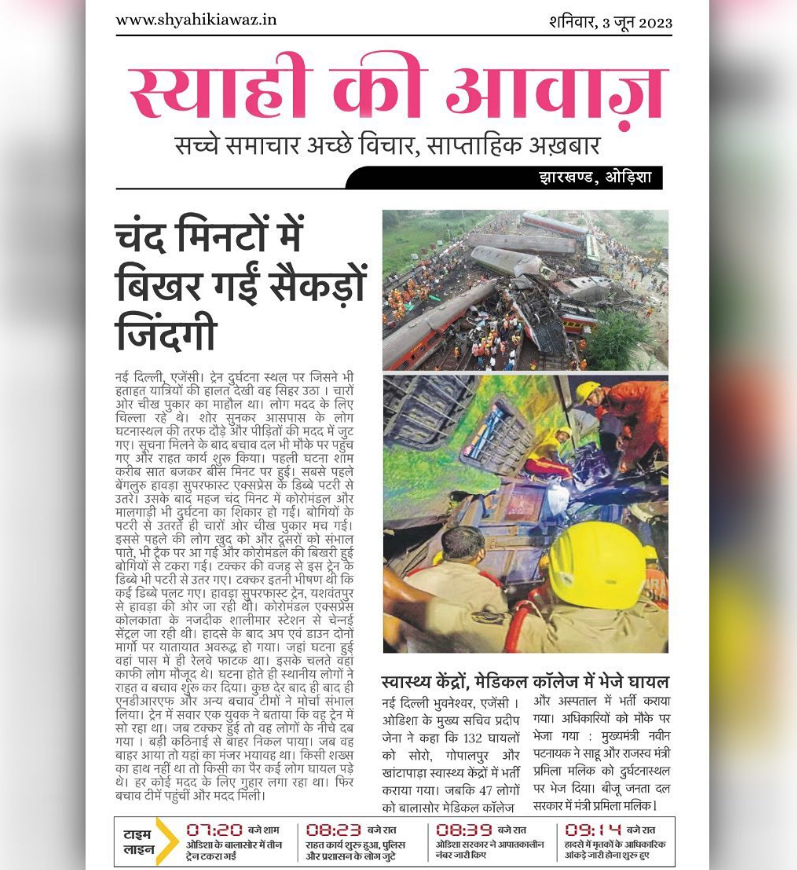 www.shyahikiawaz.in
शनिवार, 3 जून 2023
स्याही की आवाज़
सच्चे समाचार अच्छे विचार, साप्ताहिक अख़बार
झारखण्ड, ओड़िशा
चंद मिनटों में
बिखर गईं सैकड़ों
जिंदगी
नई दिल्ली, एजेंसी। ट्रेन दुर्घटना स्थल पर जिसने भी
हताहत यात्रियों की हालत देखी वह सिहर उठा । चारों
ओर चीख पुकार का माहौल था। लोग मदद के लिए
चिल्ला रहे थे। शोर सुनकर आसपास के लोग
घटनास्थल की तरफ दौड़े और पीड़ितों की मदद में जुट
गए। सूचना मिलने के बाद बचाव दल भी मौके पर पहुंच
गए और राहत कार्य शुरू किया। पहली घटना शाम
करीब सात बजकर बीस मिनट पर हुई। सबसे पहले
बेंगलुरु हावड़ा सुपरफास्ट एक्सप्रेस के डिब्बे पटरी से
उतरे। उसके बाद महज चंद मिनट में कोरोमंडल और
मालगाड़ी भी दुर्घटना का शिकार हो गई। बोगियों के
पटरी से उतरते ही चारों ओर चीख पुकार मच गई।
इससे पहले की लोग खुद को और दूसरों को संभाल
पाते, भी ट्रैक पर आ गई और कोरोमंडल की बिखरी हुई
बोगियों से टकरा गई। टक्कर की वजह से इस ट्रेन के
डिब्बे भी पटरी से उतर गए। टक्कर इतनी भीषण थी कि
कई डिब्बे पलट गए। हावड़ा सुपरफास्ट ट्रेन, यशवंतपुर
से हावड़ा की ओर जा रही थी। कोरोमंडल एक्सप्रेस
कोलकाता के नजदीक शालीमार स्टेशन से चेन्नई
सेंट्रल जा रही थी। हादसे के बाद अप एवं डाउन दोनों
मार्गों पर यातायात अवरुद्ध हो गया। जहां घटना हुई
वहां पास में ही रेलवे फाटक था। इसके चलते वहां
काफी लोग मौजूद थे। घटना होते ही स्थानीय लोगों ने
राहत व बचाव शुरू कर दिया। कुछ देर बाद ही बाद ही
एनडीआरएफ और अन्य बचाव टीमों ने मोर्चा संभाल
लिया। ट्रेन में सवार एक युवक ने बताया कि वह ट्रेन में
सो रहा था। जब टक्कर हुई तो वह लोगों के नीचे दब
गया । बड़ी कठिनाई से बाहर निकल पाया। जब वह
बाहर आया तो यहां का मंजर भयावह था। किसी शख्स
का हाथ नहीं था तो किसी का पैर कई लोग घायल पड़े
थे। हर कोई मदद के लिए गुहार लगा रहा था। फिर
बचाव टीमें पहुंचीं और मदद मिली।
स्वास्थ्य केंद्रों, मेडिकल कॉलेज में भेजे घायल
नई दिल्ली भुवनेश्वर, एजेंसी ।
ओडिशा के मुख्य सचिव प्रदीप
जेना ने कहा कि 132 घायलों
को सोरो, गोपालपुर और
खांटापाड़ा स्वास्थ्य केंद्रों में भर्ती
कराया गया। जबकि 47 लोगों
को बालासोर मेडिकल कॉलेज
और अस्पताल में भर्ती कराया
गया। अधिकारियों को मौके पर
भेजा गया : मुख्यमंत्री नवीन
पटनायक ने साहू और राजस्व मंत्री
प्रमिला मलिक को दुर्घटनास्थल
पर भेज दिया। बीजू जनता दल
सरकार में मंत्री प्रमिला मलिक।
टाइम
लाइन
07:20 बजे शाम
ओडिशा के बालासोर में तीन
ट्रेन टकरा गईं
08:23 बजे रात
राहत कार्य शुरू हुआ, पुलिस
और प्रशासन के लोग जुटे
08:39 बजे रात
ओडिशा सरकार ने आपातकालीन
नंबर जारी किए
09:14 बजे रात
हादसे में मृतकों के आधिकारिक
आंकड़े जारी होना शुरू हुए